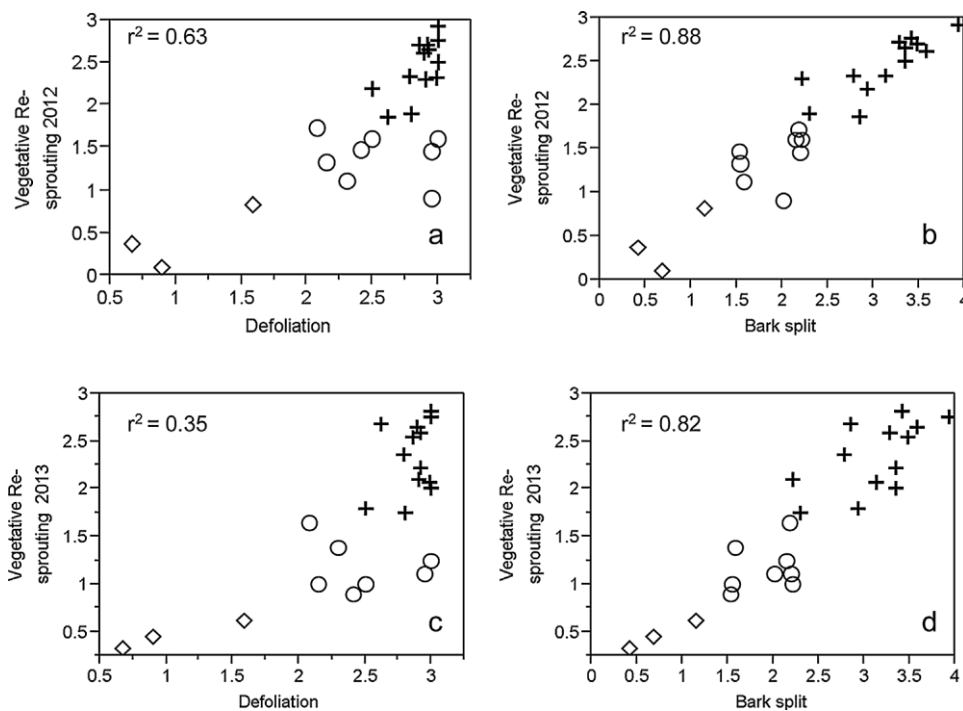 r² = 0.63
Vegetative Re-
sprouting 2012
3
2.5
2
1.5
1
0.5
0
a
0.5 1 1.5 2 2.5 3
Defoliation
r² = 0.88
Vegetative Re-
sprouting 2012
3
2.5
2
1.5
1
0.5
0
b
0 0.5 1 1.5 2 2.5 3 3.5 4
Bark split
r² = 0.35
Vegetative Re-
sprouting 2013
3
2.5
2
1.5
1
0.5
c
0.5 1 1.5 2 2.5 3
Defoliation
r² = 0.82
Vegetative Re-
sprouting 2013
3
2.5
2
1.5
1
0.5
d
0 0.5 1 1.5 2 2.5 3 3.5 4
Bark split